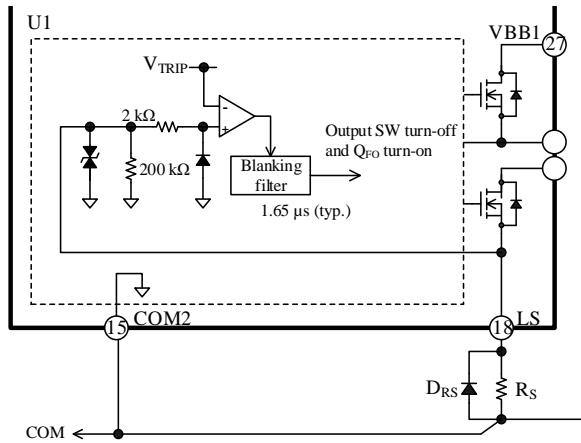 U1
VBB1
27
VTRIP
-
+
2 kΩ
200 kΩ
Output SW turn-off
and QFO turn-on
Blanking
filter
1.65 µs (typ.)
15
COM2
18
LS
DRS
RS
COM